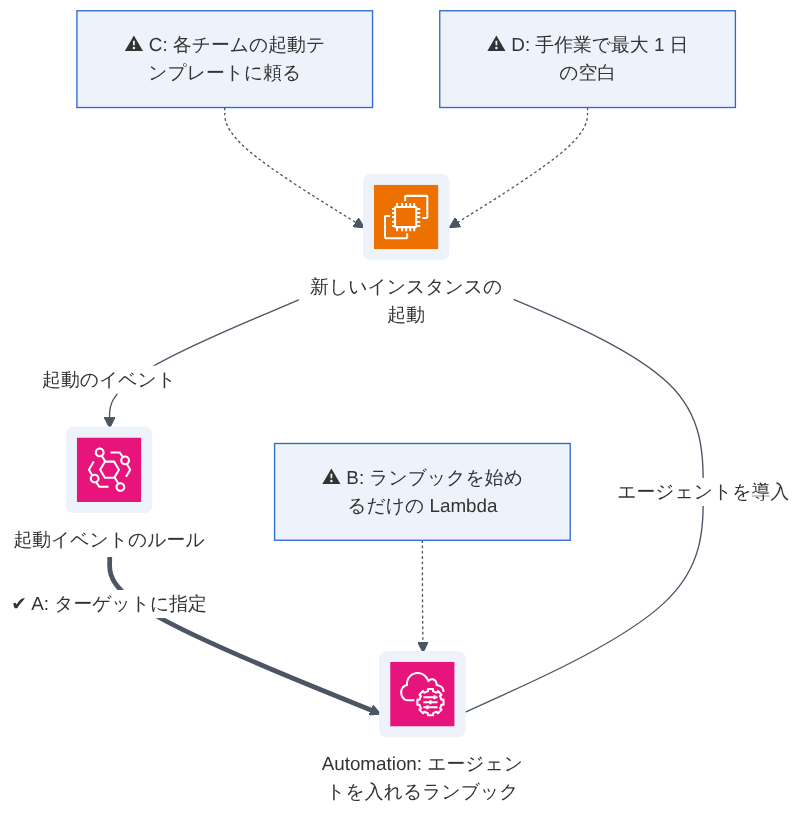 ⚠ C: 各チームの起動テ
ンプレートに頼る
⚠ D: 手作業で最大 1 日
の空白
新しいインスタンスの
起動
起動のイベント
⚠ B: ランブックを始め
るだけの Lambda
エージェントを導入
起動イベントのルール
✔ A: ターゲットに指定
Automation: エージェン
トを入れるランブック